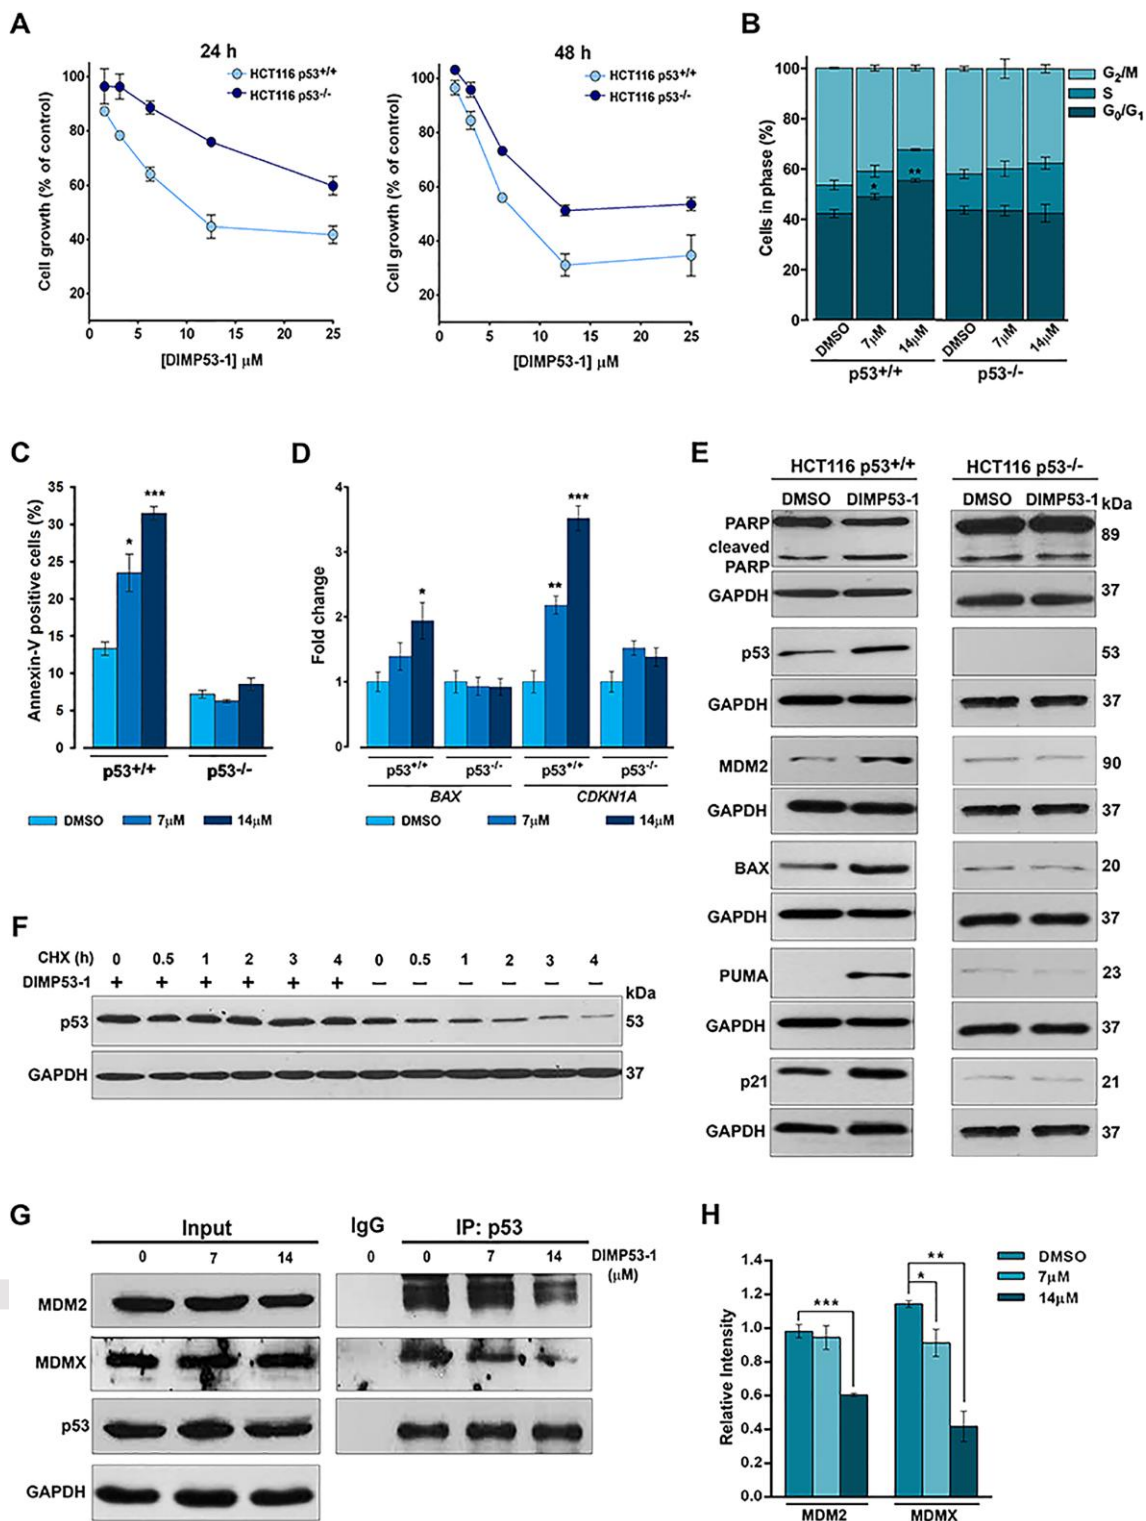 A
24 h
HCT116 p53+/+
HCT116 p53-/-
Cell growth (% of control)
100
80
60
40
20
0 5 10 15 20 25
[DIMP53-1] µM
48 h
HCT116 p53+/+
HCT116 p53-/-
Cell growth (% of control)
100
80
60
40
20
0 5 10 15 20 25
[DIMP53-1] µM
B
Cells in phase (%)
100
80
60
40
20
0
* **
G2/M
S
G0/G1
DMSO 7µM 14µM DMSO 7µM 14µM
p53+/+ p53-/-
C
Annexin-V positive cells (%)
35
30
25
20
15
10
5
0
* ***
p53+/+ p53-/-
DMSO 7µM 14µM
D
Fold change
4
3
2
1
0
* ** ***
p53+/+ p53-/- p53+/+ p53-/-
BAX CDKN1A
DMSO 7µM 14µM
E
HCT116 p53+/+ HCT116 p53-/-
DMSO DIMP53-1 DMSO DIMP53-1 kDa
PARP 89
cleaved
PARP
GAPDH 37
p53 53
GAPDH 37
MDM2 90
GAPDH 37
BAX 20
GAPDH 37
PUMA 23
GAPDH 37
p21 21
GAPDH 37
F
CHX (h) 0 0.5 1 2 3 4 0 0.5 1 2 3 4
DIMP53-1 + + + + + + – – – – – –
kDa
p53 53
GAPDH 37
G
Input IgG IP: p53
0 7 14 0 0 7 14 DIMP53-1
(µM)
MDM2
MDMX
p53
GAPDH
H
Relative Intensity
1.4
1.2
1.0
0.8
0.6
0.4
0.2
0.0
*** * **
DMSO
7µM
14µM
MDM2 MDMX